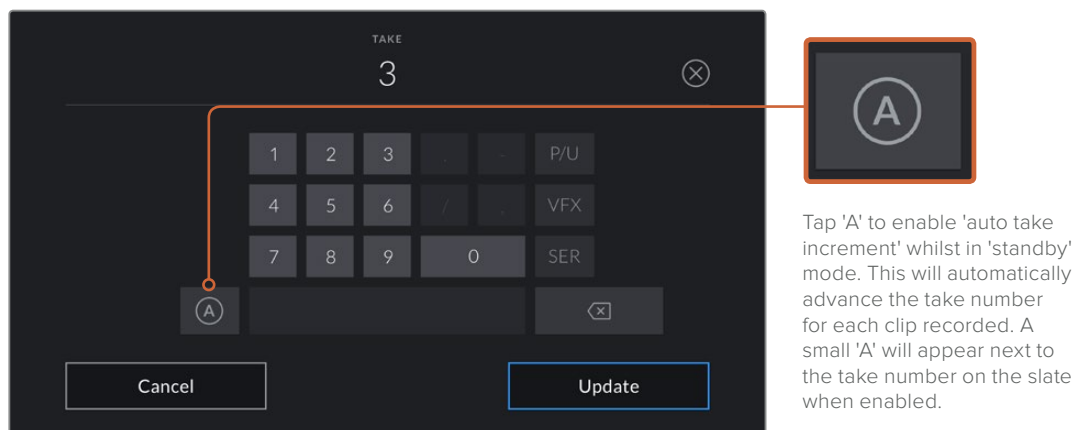 TAKE
3
1 2 3 . - P/U
4 5 6 / , VFX
7 8 9 0 SER
A
Cancel Update
A
Tap 'A' to enable 'auto take
increment' whilst in 'standby'
mode. This will automatically
advance the take number
for each clip recorded. A
small 'A' will appear next to
the take number on the slate
when enabled.